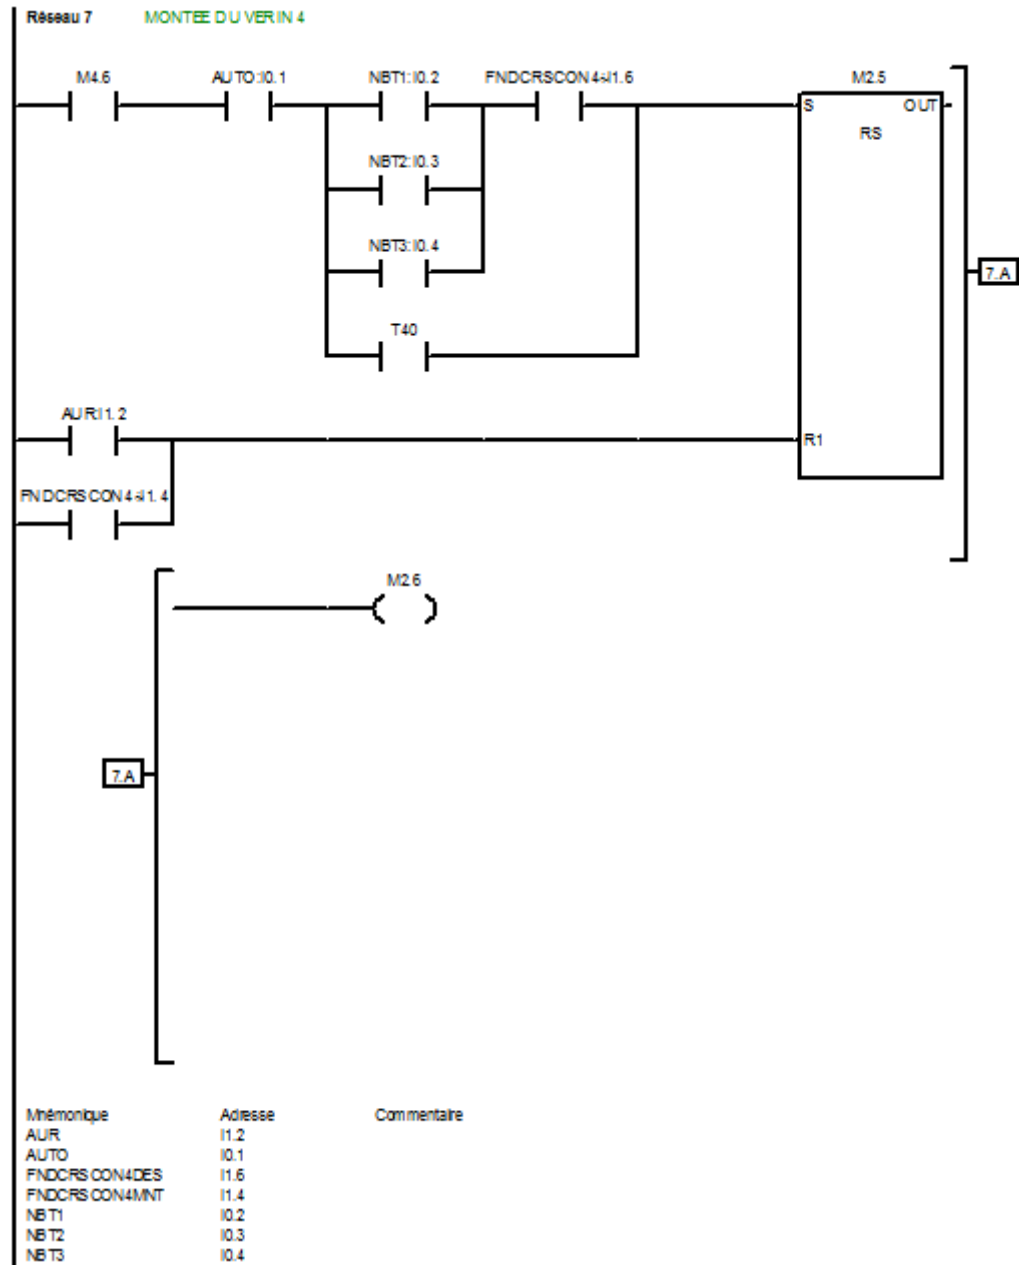 Réseau 7 MONTEE DU VERIN 4
M4.6 AUTO:I0.1 NBT1:I0.2 FNDCRSCON4~:I1.6 M2.5
S OUT
RS
NBT2:I0.3
NBT3:I0.4
7.A
T40
AUR:I1.2
R1
FNDCRSCON4~:I1.4
M2.6
7.A
Mnémonique Adresse Commentaire
AUR I1.2
AUTO I0.1
FNDCRSCON4DES I1.6
FNDCRSCON4MNT I1.4
NBT1 I0.2
NBT2 I0.3
NBT3 I0.4